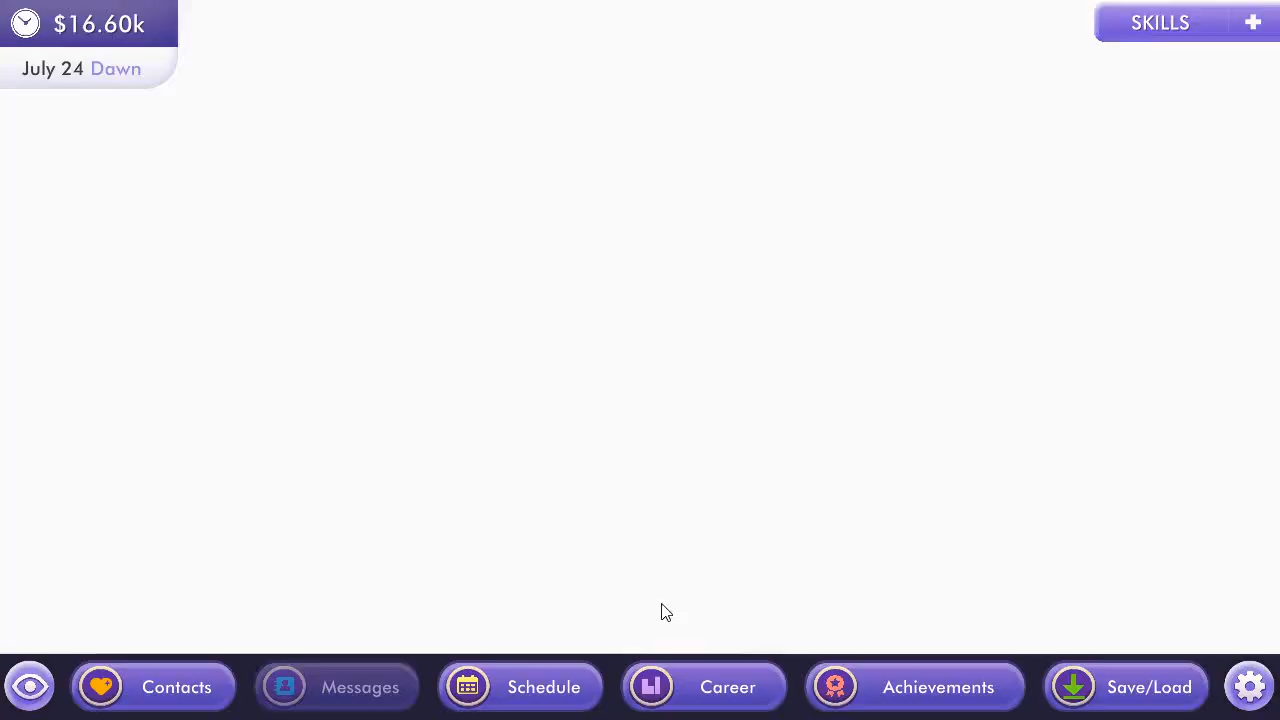 $16.60k
SKILLS
July 24 Dawn
Contacts
Messages
Schedule
Career
Achievements
Save/Load